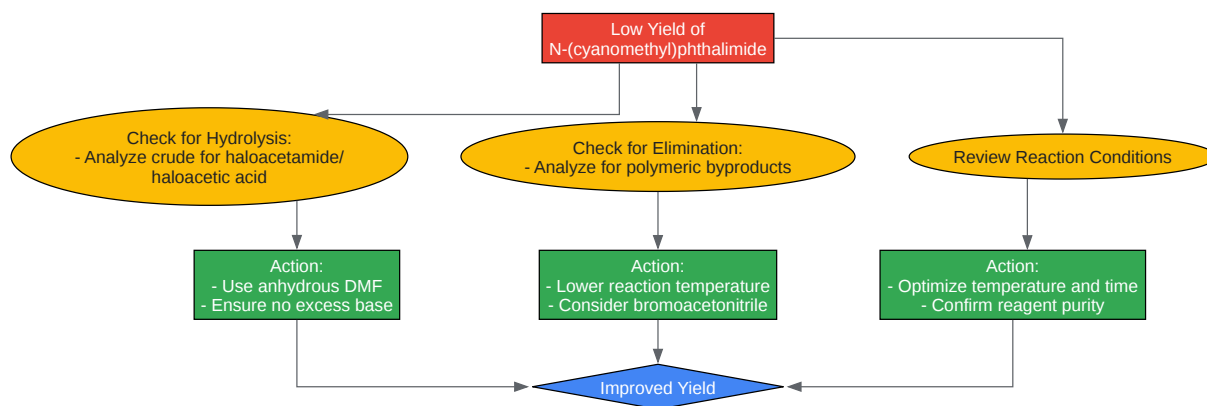 Low Yield of
N-(cyanomethyl)phthalimide
Check for Hydrolysis:
- Analyze crude for haloacetamide/
haloacetic acid
Check for Elimination:
- Analyze for polymeric byproducts
Review Reaction Conditions
Action:
- Use anhydrous DMF
- Ensure no excess base
Action:
- Lower reaction temperature
- Consider bromoacetonitrile
Action:
- Optimize temperature and time
- Confirm reagent purity
Improved Yield